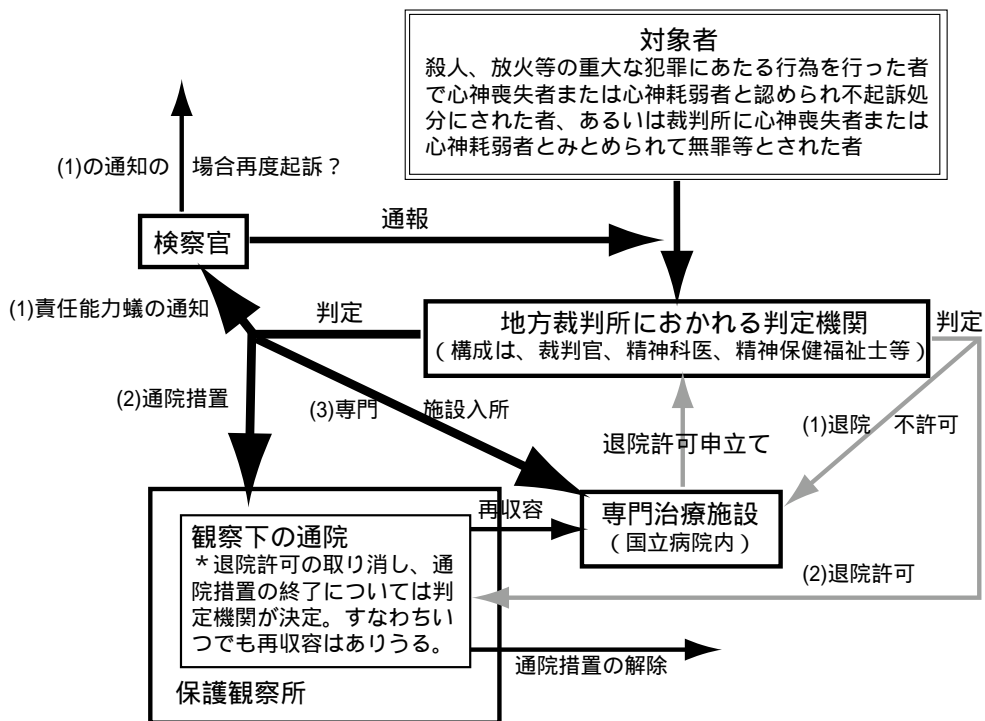 対象者
殺人、放火等の重大な犯罪にあたる行為を行った者
で心神喪失者または心神耗弱者と認められ不起訴処
分にされた者、あるいは裁判所に心神喪失者または
心神耗弱者とみとめられて無罪等とされた者
(1)の通知の 場合再度起訴？
通報
検察官
(1)責任能力蟻の通知
判定
地方裁判所におかれる判定機関
（構成は、裁判官、精神科医、精神保健福祉士等）
判定
(2)通院措置
(3)専門 施設入所
(1)退院 不許可
退院許可申立て
再収容
専門治療施設
（国立病院内）
観察下の通院
＊退院許可の取り消し、通
院措置の終了については判
定機関が決定。すなわちい
つでも再収容はありうる。
(2)退院許可
通院措置の解除
保護観察所